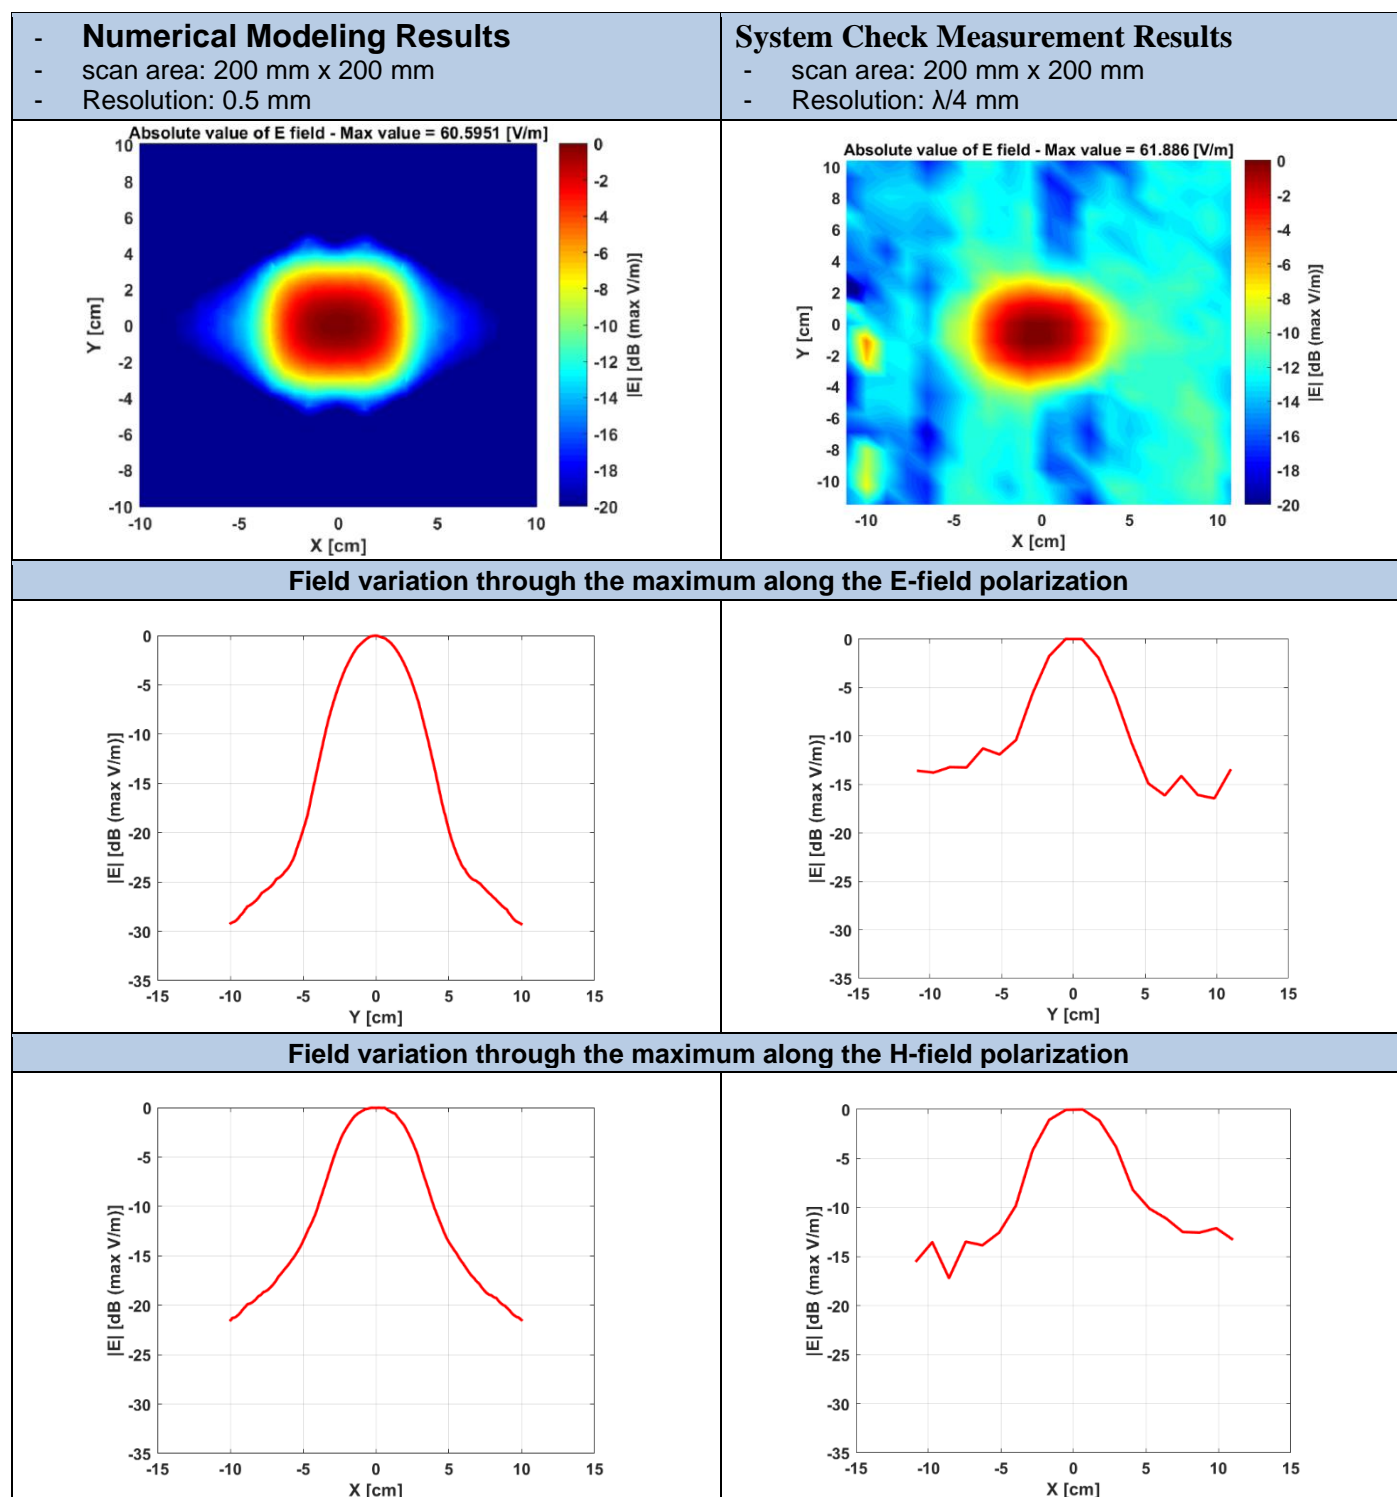 - Numerical Modeling Results
- scan area: 200 mm x 200 mm
- Resolution: 0.5 mm
System Check Measurement Results
- scan area: 200 mm x 200 mm
- Resolution: λ/4 mm
Absolute value of E field - Max value = 60.5951 [V/m]
10
8
6
4
2
0
-2
-4
-6
-8
-10
Y [cm]
-10 -5 0 5 10
X [cm]
0
-2
-4
-6
-8
-10
-12
-14
-16
-18
-20
|E| [dB (max V/m)]
Absolute value of E field - Max value = 61.886 [V/m]
10
8
6
4
2
0
-2
-4
-6
-8
-10
Y [cm]
-10 -5 0 5 10
X [cm]
0
-2
-4
-6
-8
-10
-12
-14
-16
-18
-20
|E| [dB (max V/m)]
Field variation through the maximum along the E-field polarization
0
-5
-10
-15
-20
-25
-30
-35
|E| [dB (max V/m)]
-15 -10 -5 0 5 10 15
Y [cm]
0
-5
-10
-15
-20
-25
-30
-35
|E| [dB (max V/m)]
-15 -10 -5 0 5 10 15
Y [cm]
Field variation through the maximum along the H-field polarization
0
-5
-10
-15
-20
-25
-30
-35
|E| [dB (max V/m)]
-15 -10 -5 0 5 10 15
X [cm]
0
-5
-10
-15
-20
-25
-30
-35
|E| [dB (max V/m)]
-15 -10 -5 0 5 10 15
X [cm]